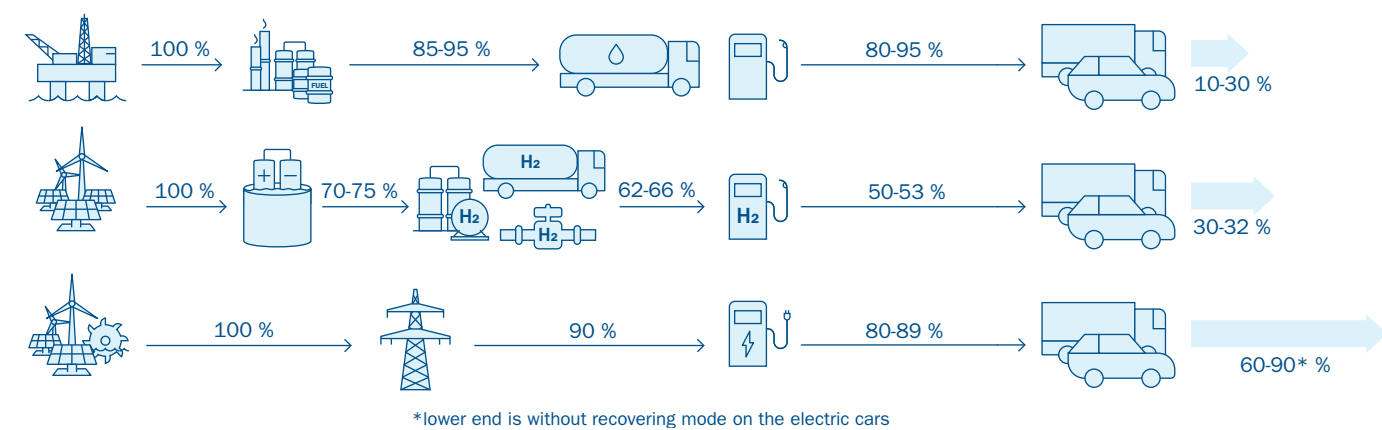 100 %
85-95 %
80-95 %
FUEL
10-30 %
100 %
70-75 %
H₂
62-66 %
50-53 %
H₂
H₂
H₂
30-32 %
100 %
90 %
80-89 %
60-90* %
*lower end is without recovering mode on the electric cars